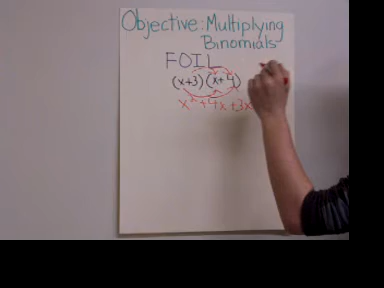 Objective: Multiplying
Binomials
FOIL
(x+3)(x+4)
x² + 4x + 3x